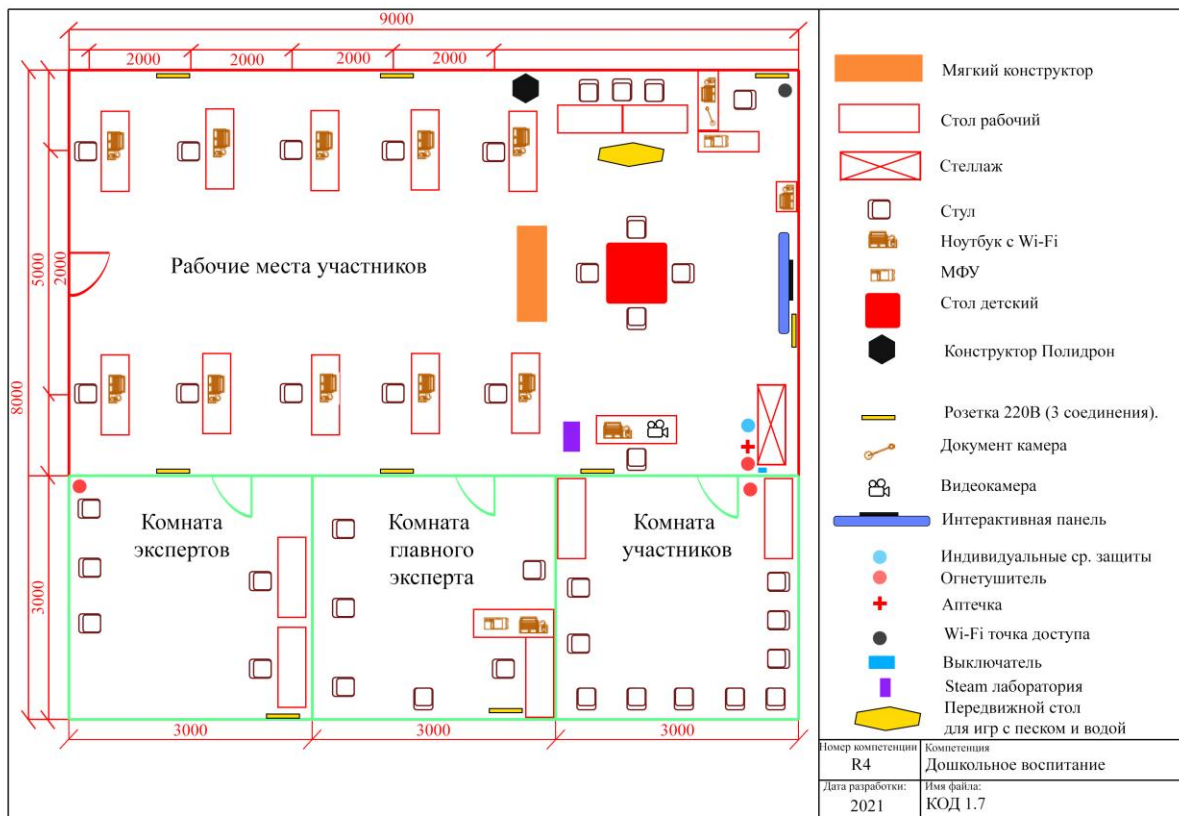 9000
2000
2000
2000
2000
5000
2000
8000
3000
Рабочие места участников
Комната
экспертов
Комната
главного
эксперта
Комната
участников
3000
3000
3000
Мягкий конструктор
Стол рабочий
Стеллаж
Стул
Ноутбук с Wi-Fi
МФУ
Стол детский
Конструктор Полидрон
Розетка 220В (3 соединения).
Документ камера
Видеокамера
Интерактивная панель
Индивидуальные ср. защиты
Огнетушитель
Аптечка
Wi-Fi точка доступа
Выключатель
Steam лаборатория
Передвижной стол
для игр с песком и водой
Номер компетенции
R4
Компетенция
Дошкольное воспитание
Дата разработки:
2021
Имя файла:
КОД 1.7